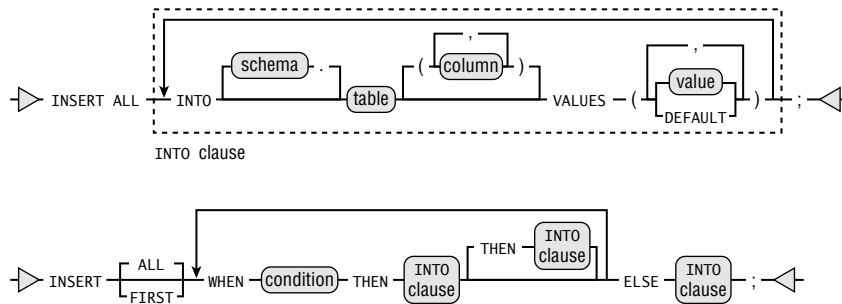 ,
,
schema .
( column )
value
INSERT ALL INTO table VALUES ( ) ;
DEFAULT
INTO clause
INTO
clause
THEN
ALL
INSERT WHEN condition THEN INTO clause ELSE INTO clause ;
FIRST